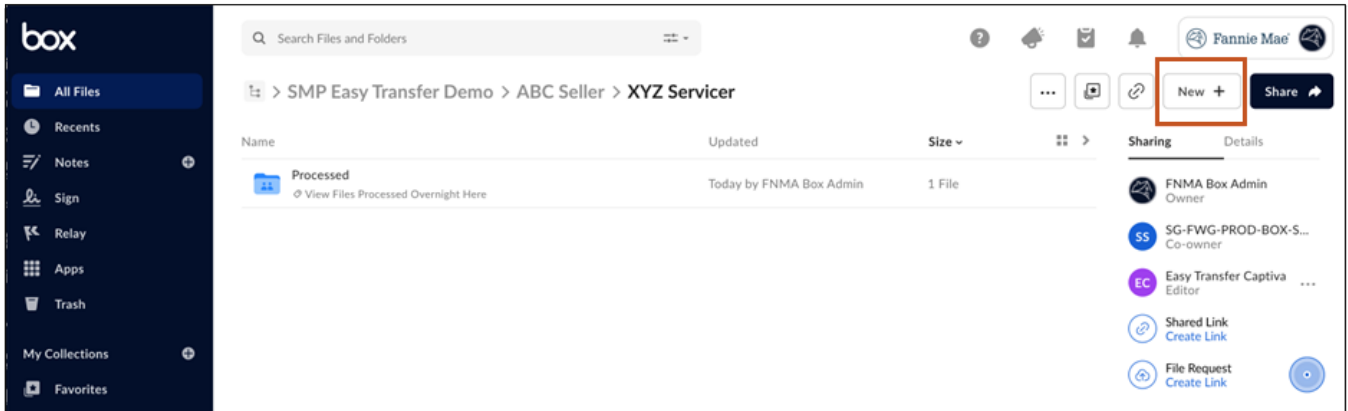 box
Search Files and Folders
Fannie Mae
All Files
> SMP Easy Transfer Demo > ABC Seller > XYZ Servicer
...
New +
Share
Recents
Name
Updated
Size
Sharing
Details
Notes
Processed
View Files Processed Overnight Here
Today by FNMA Box Admin
1 File
FNMA Box Admin
Owner
Sign
Relay
SS
SG-FWG-PROD-BOX-S...
Co-owner
Apps
EC
Easy Transfer Captiva
Editor
...
Trash
Shared Link
Create Link
My Collections
File Request
Create Link
Favorites